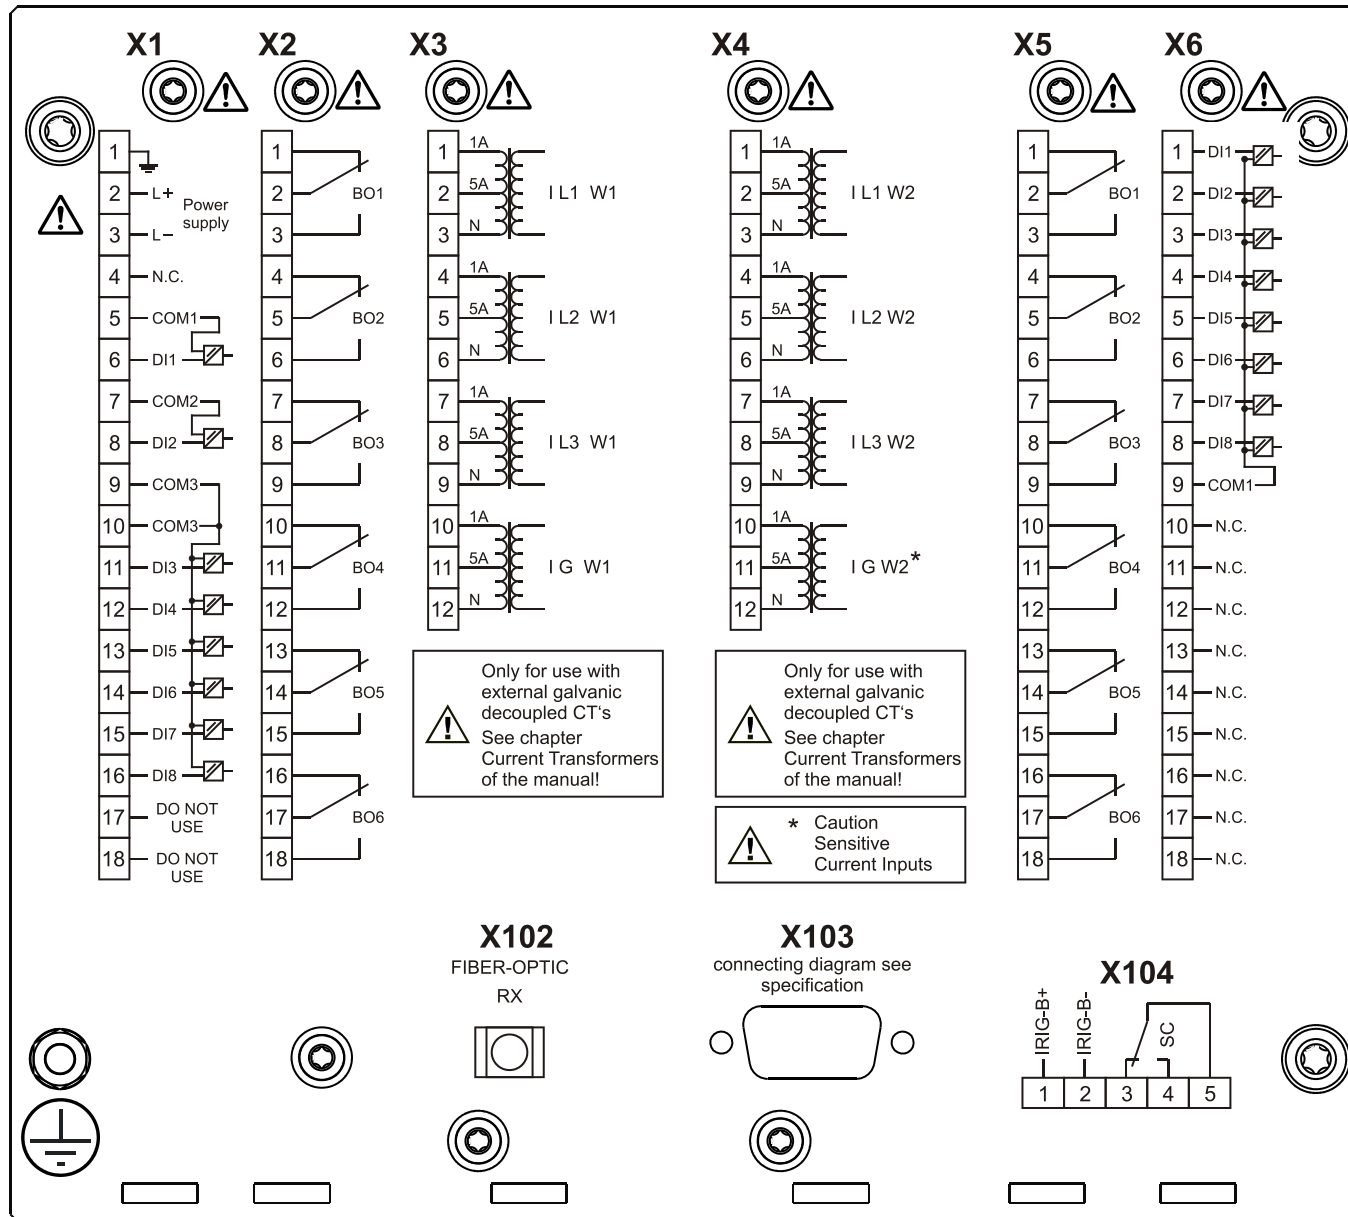 X1
1
2 L+
Power
supply
3 L–
4 N.C.
5 COM1
6 DI1
7 COM2
8 DI2
9 COM3
10 COM3
11 DI3
12 DI4
13 DI5
14 DI6
15 DI7
16 DI8
17 DO NOT
USE
18 DO NOT
USE
X2
1
2 BO1
3
4
5 BO2
6
7
8 BO3
9
10
11 BO4
12
13
14 BO5
15
16
17 BO6
18
X3
1 1A
2 5A I L1 W1
3 N
4 1A
5 5A I L2 W1
6 N
7 1A
8 5A I L3 W1
9 N
10 1A
11 5A I G W1
12 N
Only for use with
external galvanic
decoupled CT‘s
See chapter
Current Transformers
of the manual!
X4
1 1A
2 5A I L1 W2
3 N
4 1A
5 5A I L2 W2
6 N
7 1A
8 5A I L3 W2
9 N
10 1A
11 5A I G W2*
12 N
Only for use with
external galvanic
decoupled CT‘s
See chapter
Current Transformers
of the manual!
* Caution
Sensitive
Current Inputs
X5
1
2 BO1
3
4
5 BO2
6
7
8 BO3
9
10
11 BO4
12
13
14 BO5
15
16
17 BO6
18
X6
1 DI1
2 DI2
3 DI3
4 DI4
5 DI5
6 DI6
7 DI7
8 DI8
9 COM1
10 N.C.
11 N.C.
12 N.C.
13 N.C.
14 N.C.
15 N.C.
16 N.C.
17 N.C.
18 N.C.
X102
FIBER-OPTIC
RX
X103
connecting diagram see
specification
X104
IRIG-B+
IRIG-B-
SC
1 2 3 4 5